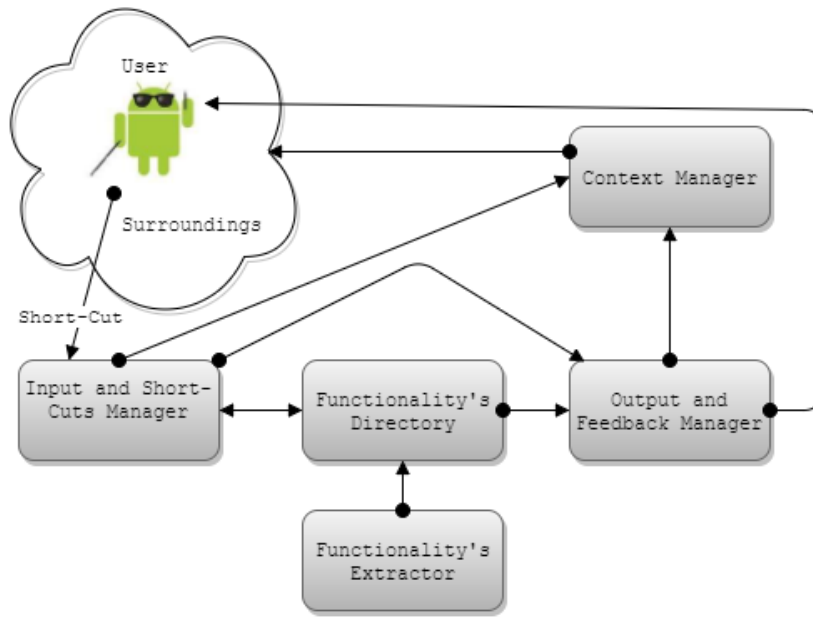 User
Surroundings
Context Manager
Short-Cut
Input and Short-
Cuts Manager
Functionality's
Directory
Output and
Feedback Manager
Functionality's
Extractor